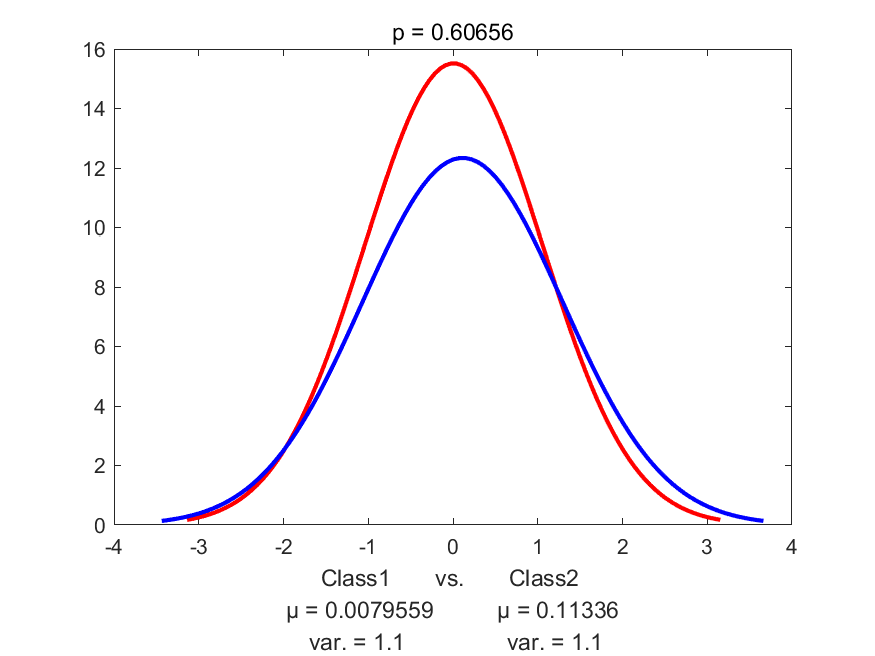 p = 0.60656
16
14
12
10
8
6
4
2
0
-4 -3 -2 -1 0 1 2 3 4
Class1 vs. Class2
μ = 0.0079559 μ = 0.11336
var. = 1.1 var. = 1.1